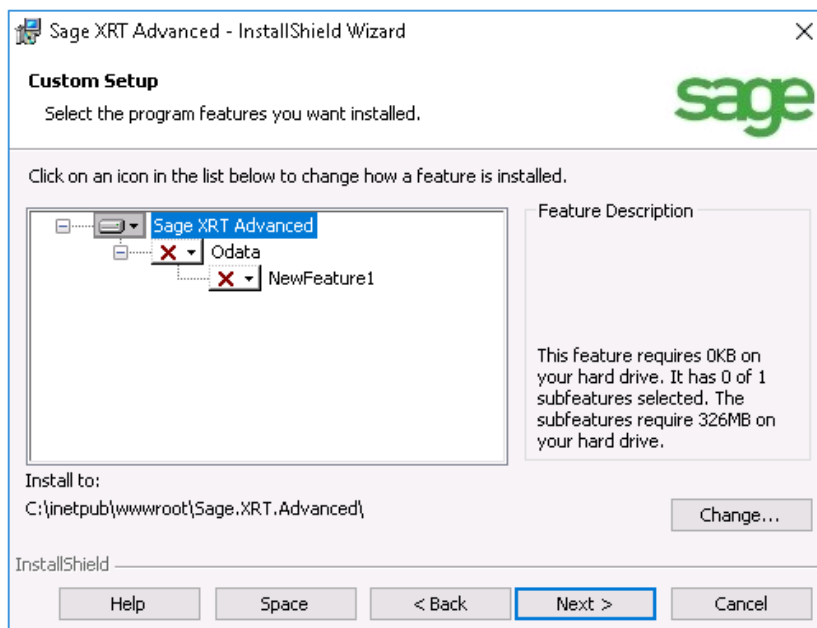 Sage XRT Advanced - InstallShield Wizard
Custom Setup
Select the program features you want installed.
sage
Click on an icon in the list below to change how a feature is installed.
Sage XRT Advanced
Odata
NewFeature1
Feature Description
This feature requires 0KB on
your hard drive. It has 0 of 1
subfeatures selected. The
subfeatures require 326MB on
your hard drive.
Install to:
C:\inetpub\wwwroot\Sage.XRT.Advanced\
Change...
InstallShield
Help
Space
< Back
Next >
Cancel